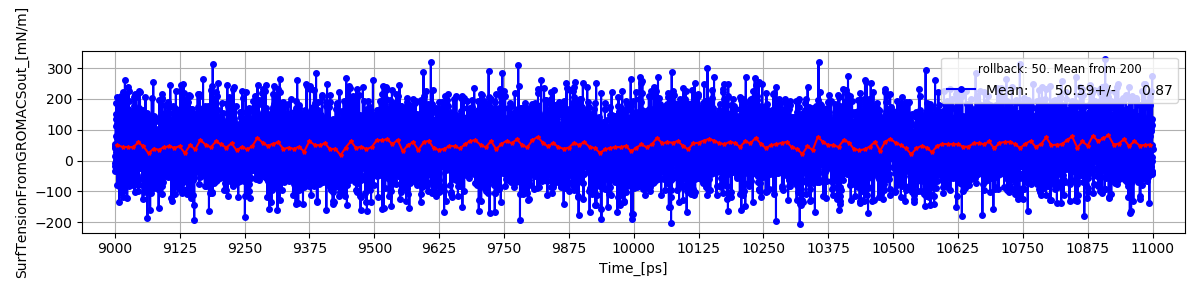 SurfTensionFromGROMACSout_[mN/m]
300
200
100
0
−100
−200
rollback: 50. Mean from 200
Mean: 50.59+/- 0.87
9000 9125 9250 9375 9500 9625 9750 9875 10000 10125 10250 10375 10500 10625 10750 10875 11000
Time_[ps]